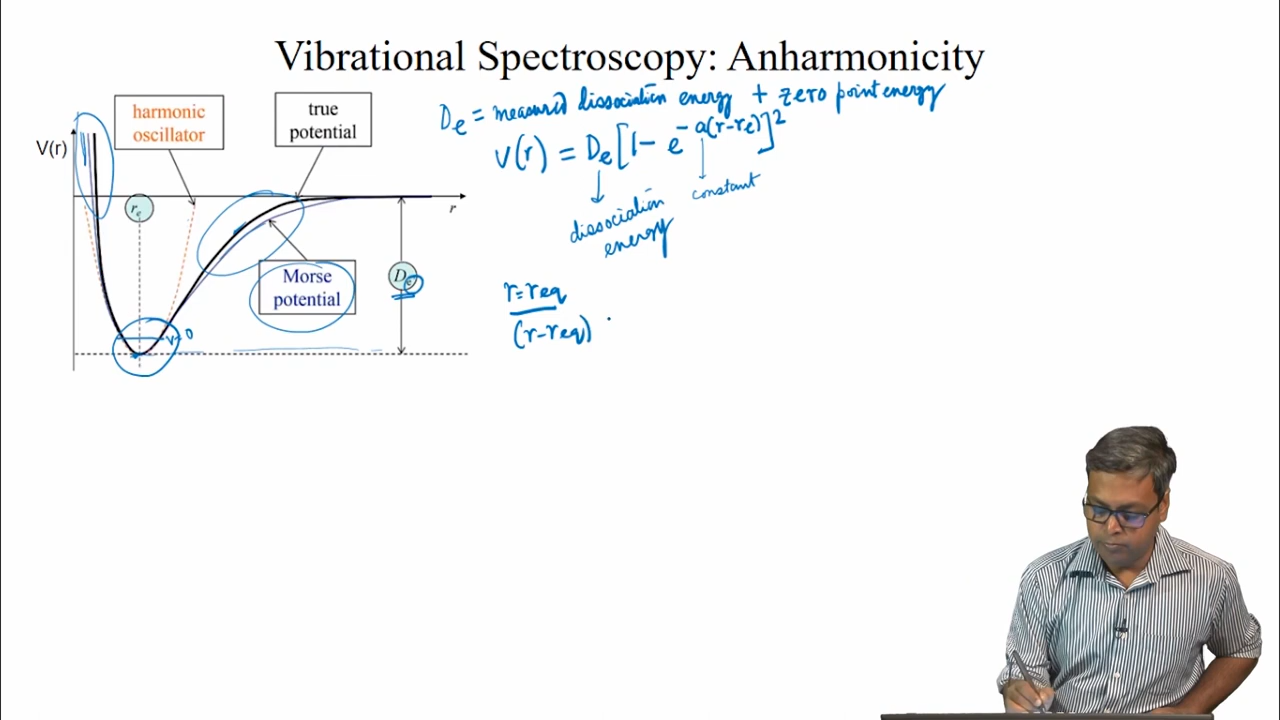 Vibrational Spectroscopy: Anharmonicity
De = measured dissociation energy + zero point energy
V(r) = De[1- e^-a(r-re)]^2
dissociation
energy
constant
V(r)
harmonic
oscillator
true
potential
re
r
Morse
potential
De
v=0
r=req
(r-req)